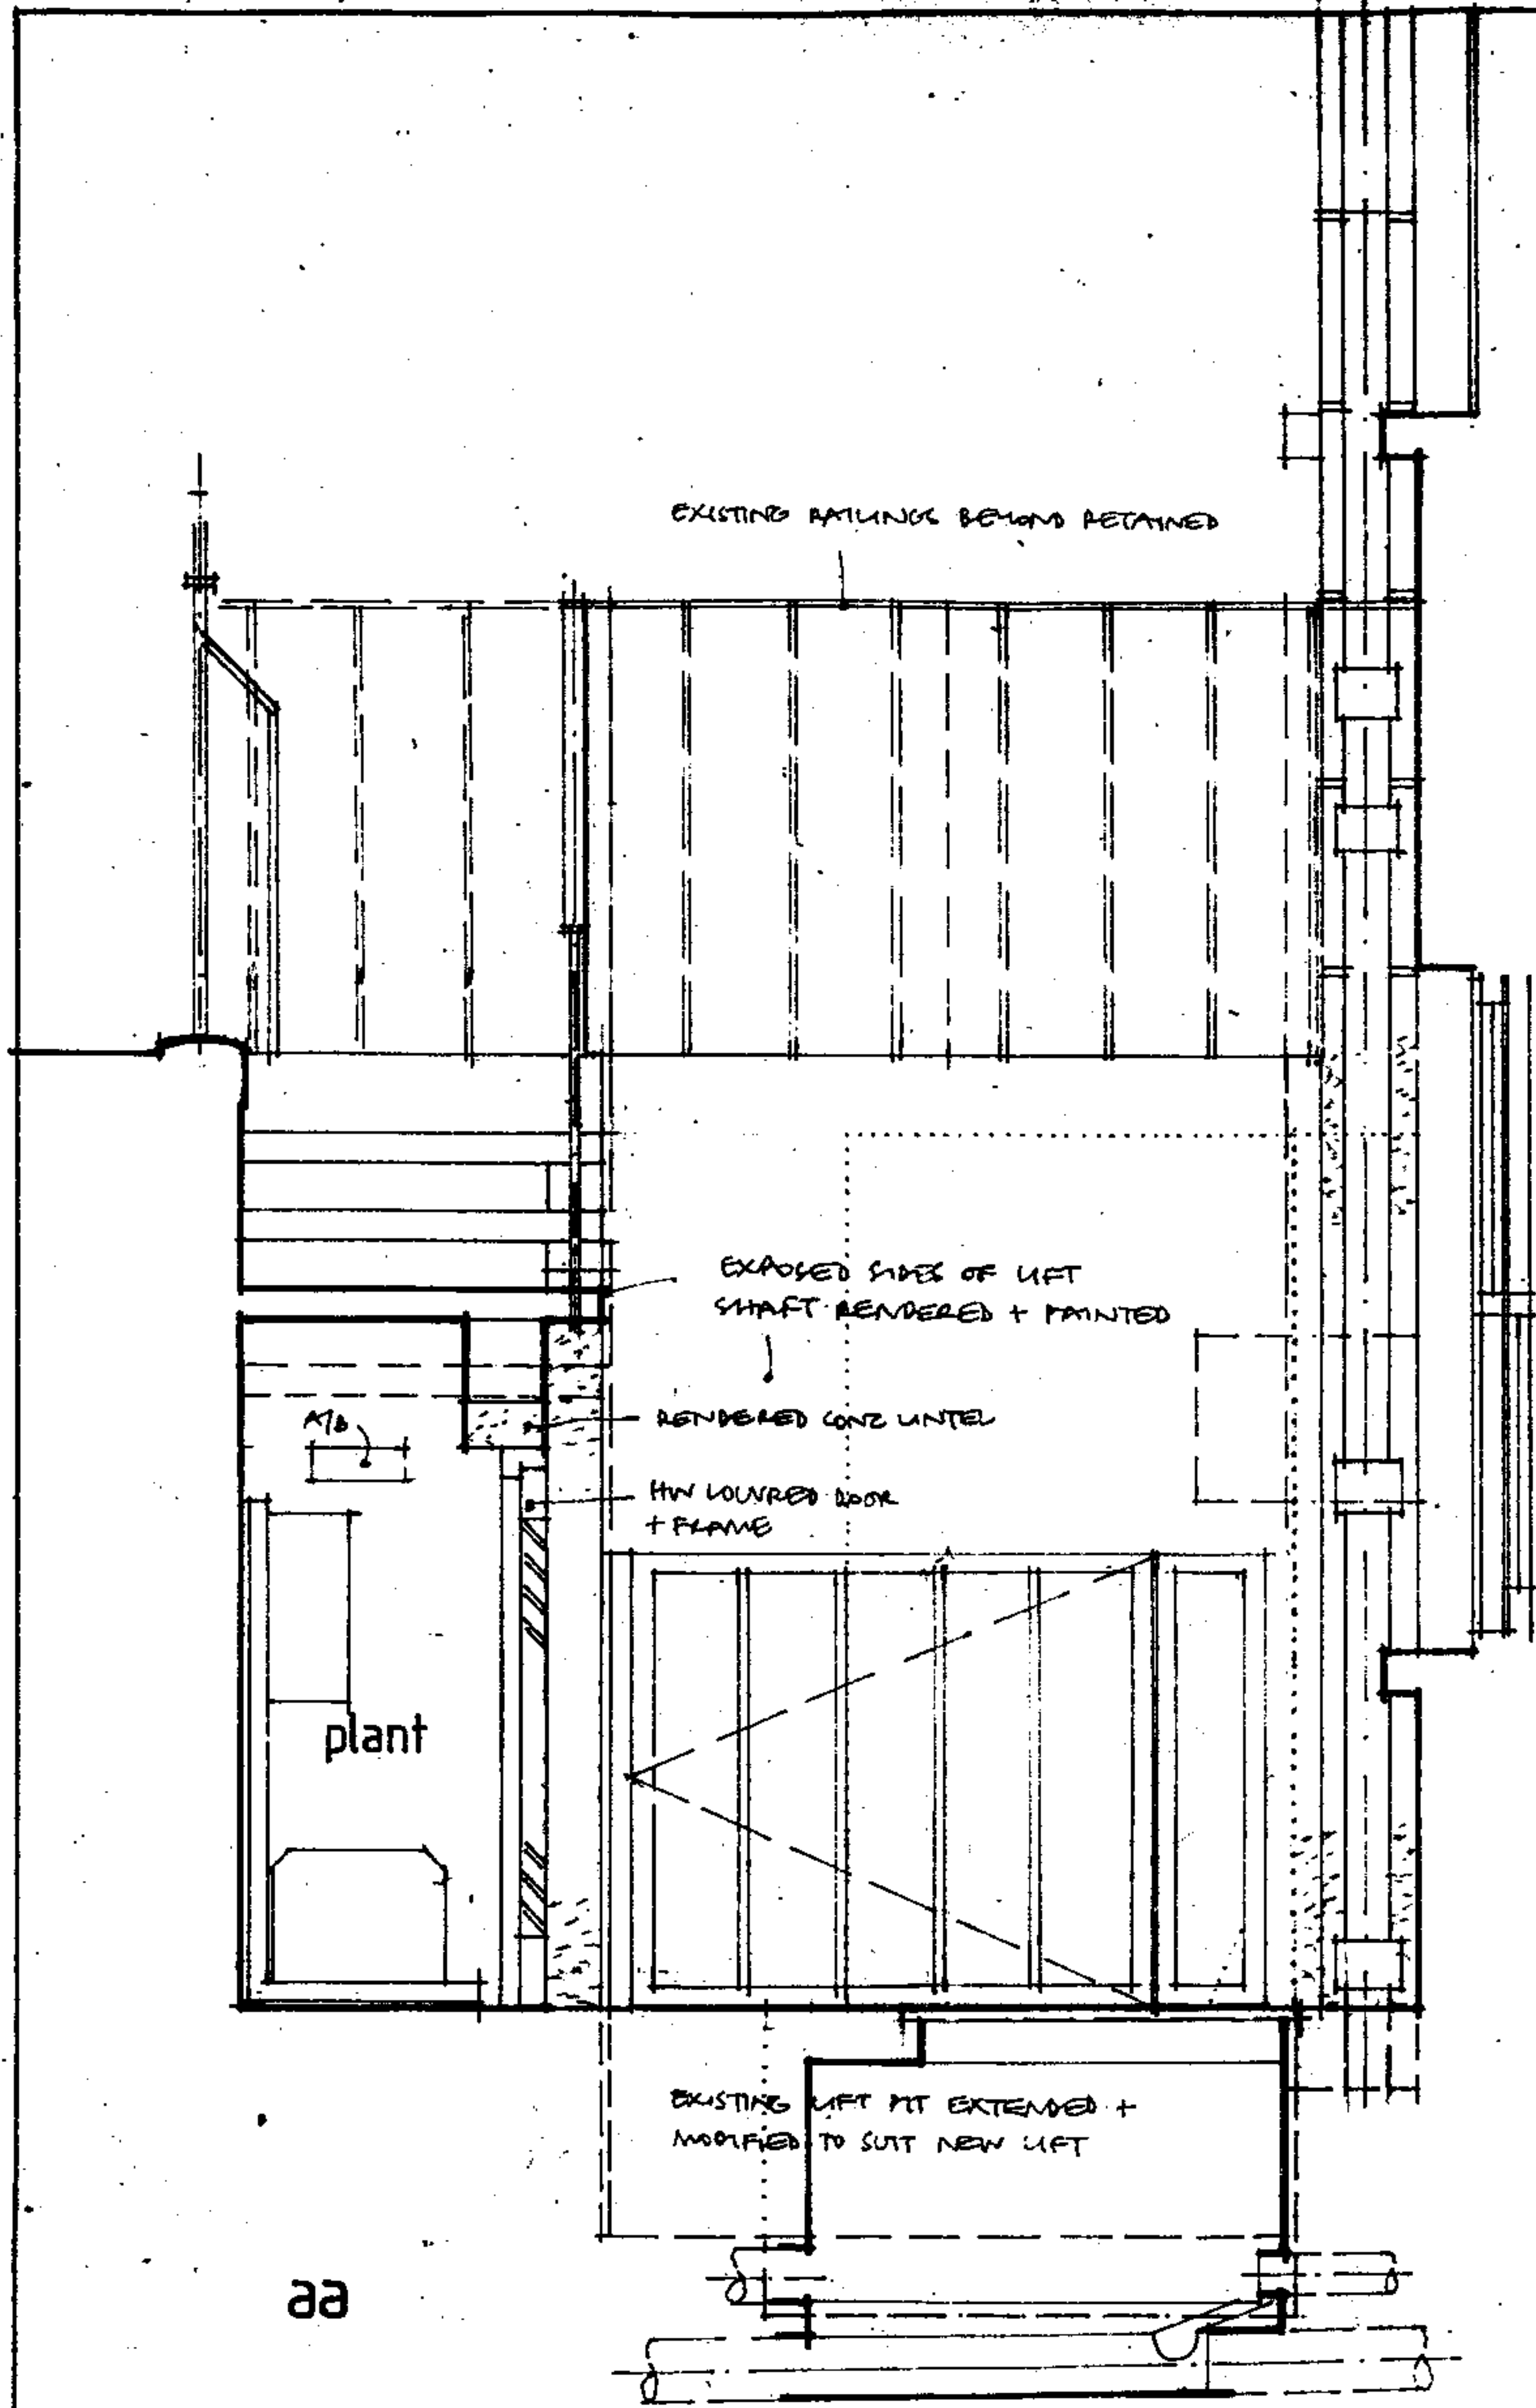 EXISTING RAILINGS BEYOND RETAINED
EXPOSED SIDES OF LIFT
SHAFT RENDERED + PAINTED
A/B
RENDERED CONC LINTEL
HW LOUVRED DOOR
+ FRAME
plant
EXISTING LIFT PIT EXTENDED +
MODIFIED TO SUIT NEW LIFT
aa